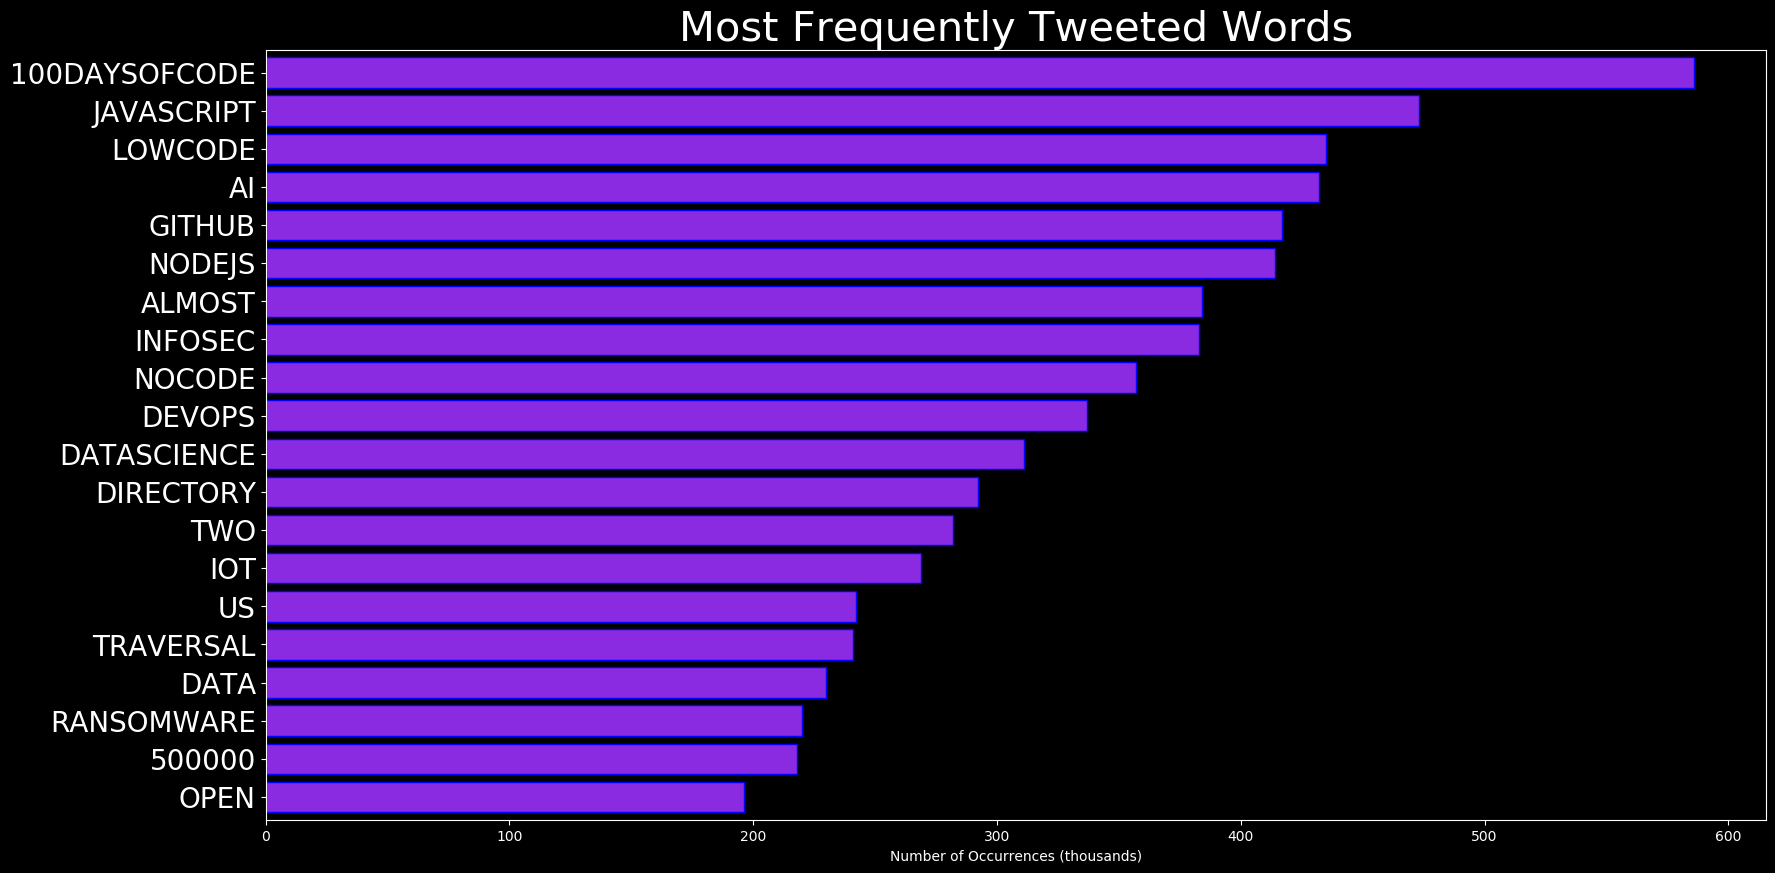 Most Frequently Tweeted Words
100DAYSOFCODE
JAVASCRIPT
LOWCODE
AI
GITHUB
NODEJS
ALMOST
INFOSEC
NOCODE
DEVOPS
DATASCIENCE
DIRECTORY
TWO
IOT
US
TRAVERSAL
DATA
RANSOMWARE
500000
OPEN
0 100 200 300 400 500 600
Number of Occurrences (thousands)